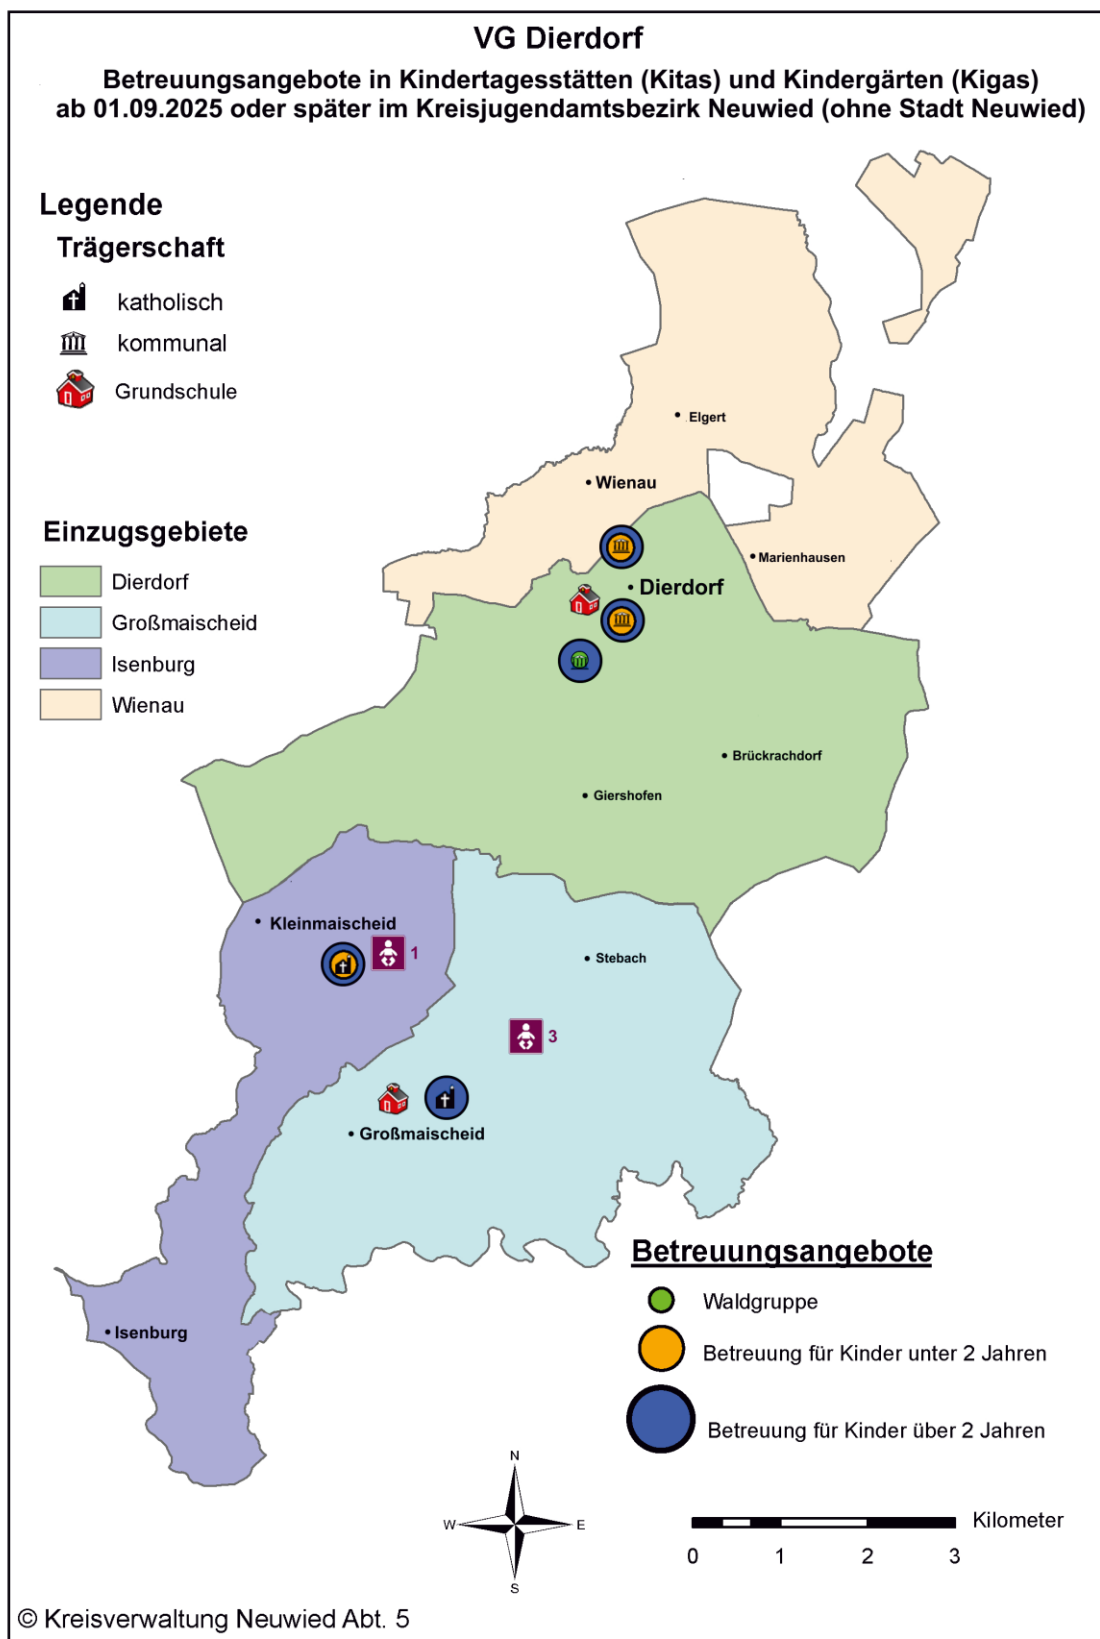 VG Dierdorf
Betreuungsangebote in Kindertagesstätten (Kitas) und Kindergärten (Kigas)
ab 01.09.2025 oder später im Kreisjugendamtsbezirk Neuwied (ohne Stadt Neuwied)
Legende
Trägerschaft
katholisch
kommunal
Grundschule
Einzugsgebiete
Dierdorf
Großmaischeid
Isenburg
Wienau
Elgert
Wienau
Marienhausen
Dierdorf
Brückrachdorf
Giershofen
Kleinmaischeid
1
Stebach
3
Großmaischeid
Isenburg
Betreuungsangebote
Waldgruppe
Betreuung für Kinder unter 2 Jahren
Betreuung für Kinder über 2 Jahren
N
W E
S
Kilometer
0 1 2 3
© Kreisverwaltung Neuwied Abt. 5